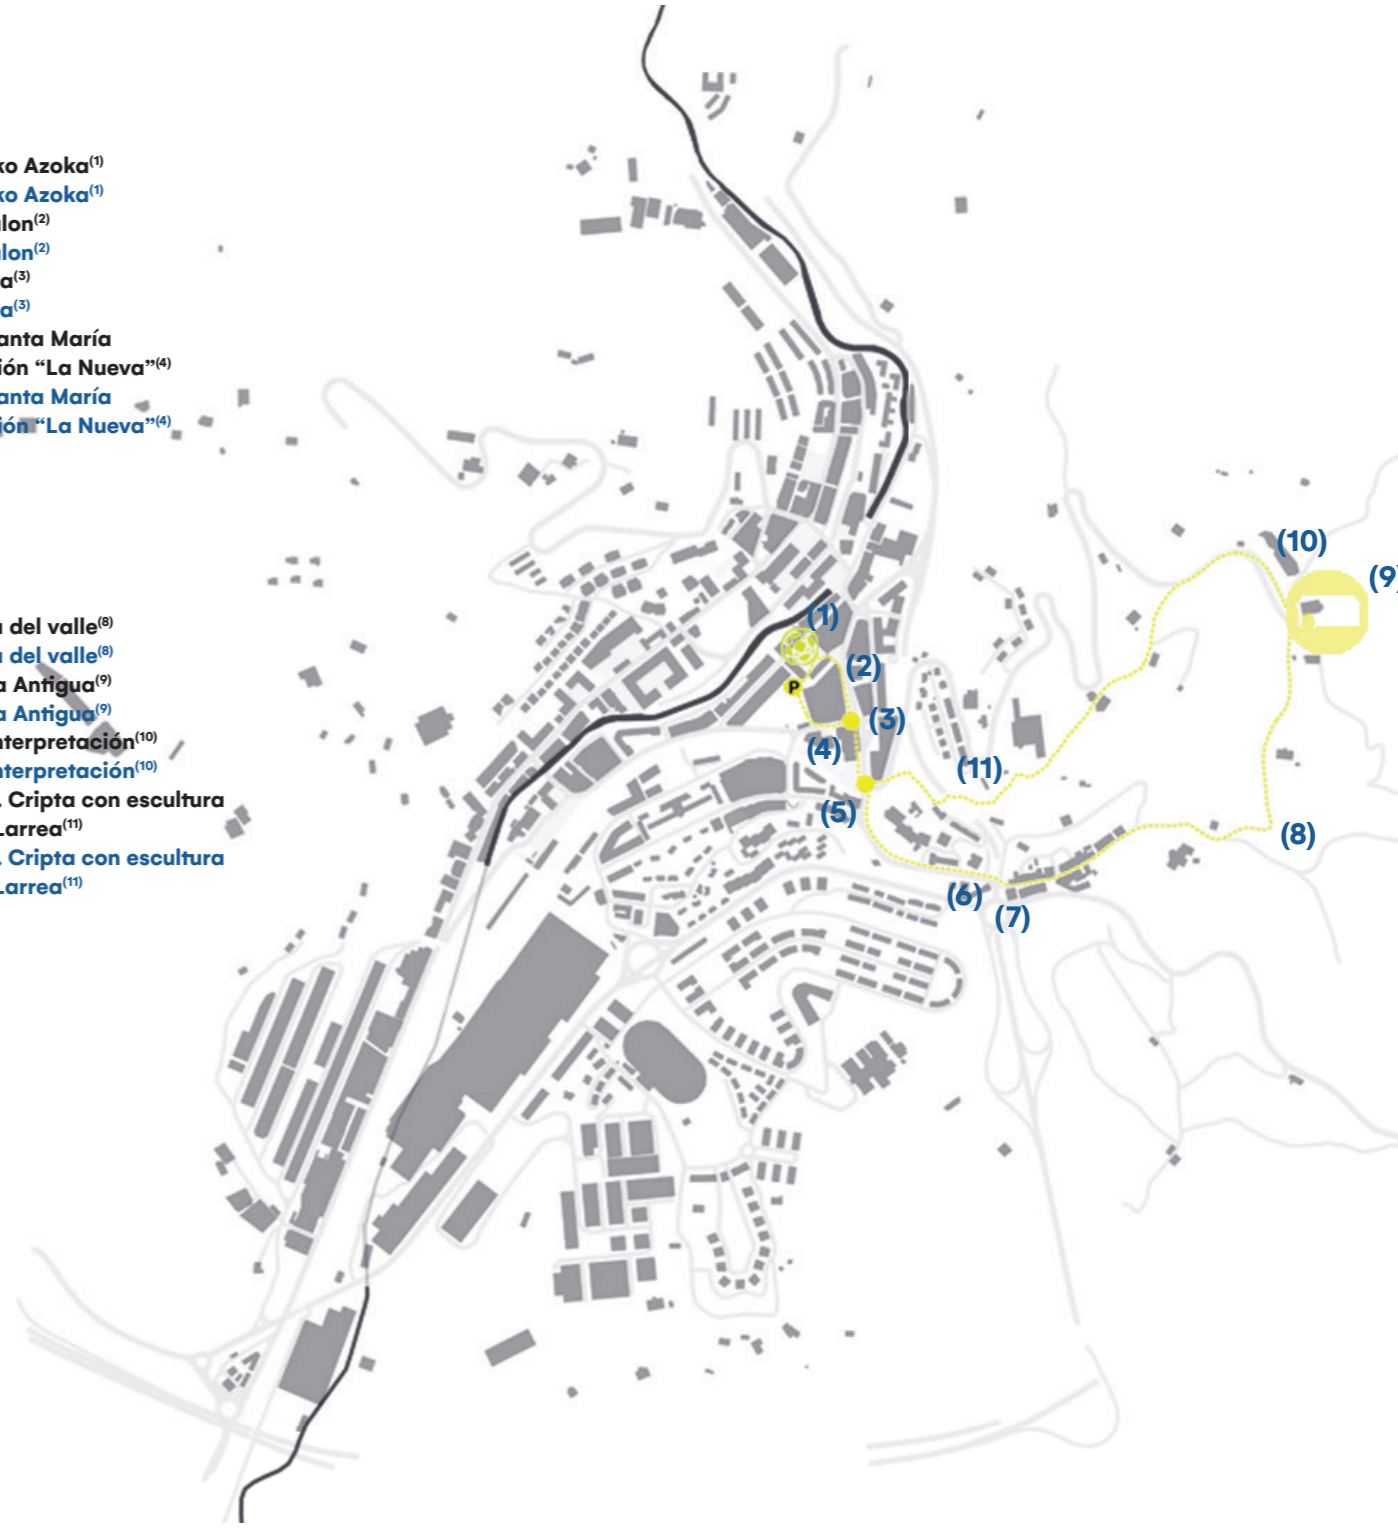 ko Azoka(1)
ko Azoka(1)
lon(2)
lon(2)
a(3)
a(3)
anta María
ión “La Nueva”(4)
anta María
ión “La Nueva”(4)
a del valle(8)
a del valle(8)
a Antigua(9)
a Antigua(9)
nterpretación(10)
nterpretación(10)
. Cripta con escultura
Larrea(11)
. Cripta con escultura
Larrea(11)
(10)
(9)
(1)
(2)
P
(3)
(4)
(11)
(5)
(8)
(6)
(7)